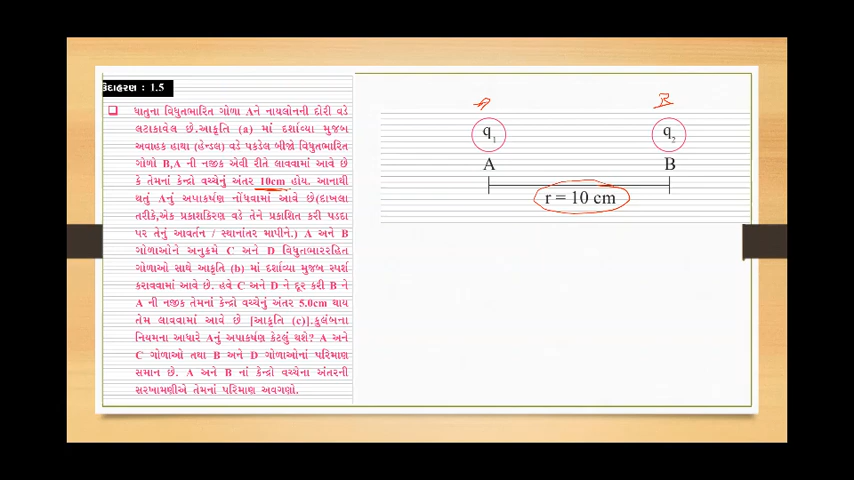 ઉદાહરણ : 1.5
❑ ધાતુના વિધુતભારિત ગોળા Aને નાયલોનની દોરી વડે
લટકાવેલ છે.આકૃતિ (a) માં દર્શાવ્યા મુજબ
અવાહક હાથા (હેન્ડલ) વડે પકડેલ બીજો વિધુતભારિત
ગોળો B,A ની નજીક એવી રીતે લાવવામાં આવે છે
કે તેમનાં કેન્દ્રો વચ્ચેનું અંતર 10cm હોય. આનાથી
થતું Aનું અપાકર્ષણ નોંધવામાં આવે છે(દાખલા
તરીકે,એક પ્રકાશકિરણ વડે તેને પ્રકાશિત કરી પડદા
પર તેનું આવર્તન / સ્થાનાંતર માપીને.) A અને B
ગોળાઓને અનુક્રમે C અને D વિધુતભારરહિત
ગોળાઓ સાથે આકૃતિ (b) માં દર્શાવ્યા મુજબ સ્પર્શ
કરાવવામાં આવે છે. હવે C અને D ને દૂર કરી B ને
A ની નજીક તેમનાં કેન્દ્રો વચ્ચેનું અંતર 5.0cm થાય
તેમ લાવવામાં આવે છે [આકૃતિ (c)].કુલંબના
નિયમના આધારે Aનું અપાકર્ષણ કેટલું થશે? A અને
C ગોળાઓ તથા B અને D ગોળાઓનાં પરિમાણ
સમાન છે. A અને B નાં કેન્દ્રો વચ્ચેના અંતરની
સરખામણીએ તેમનાં પરિમાણ અવગણો.
A B
q₁ q₂
A B
r = 10 cm